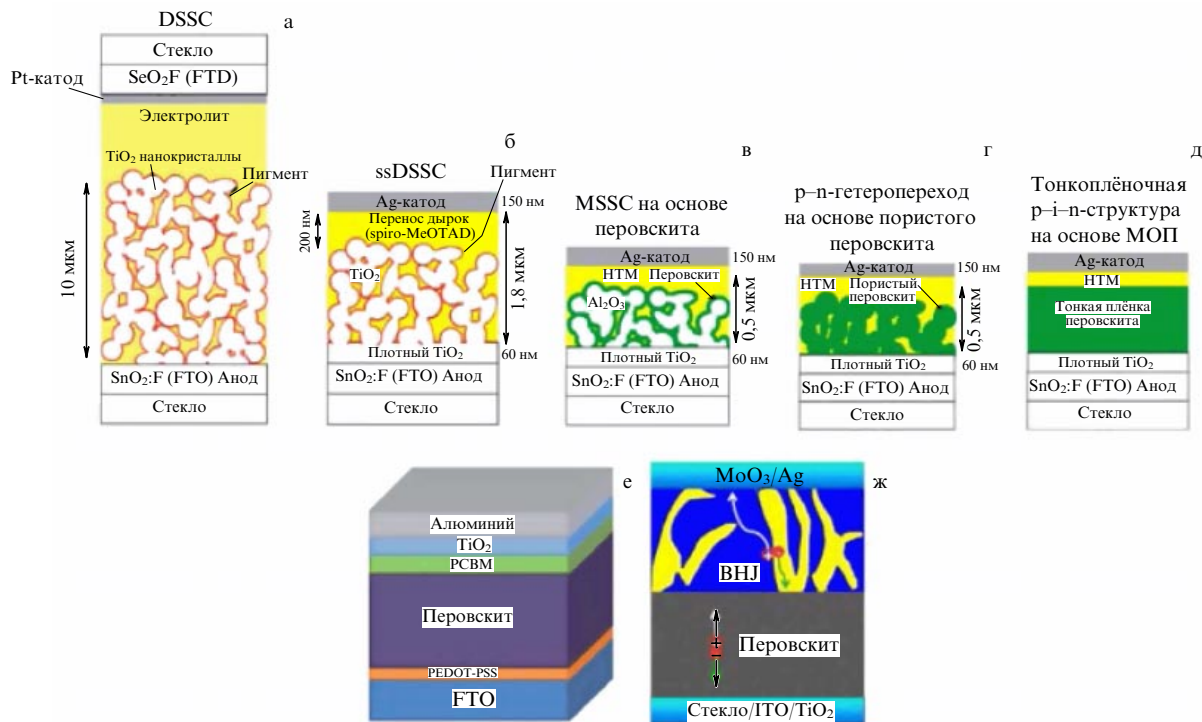 DSSC
а
Стекло
SeO₂F (FTD)
Pt-катод
Электролит
TiO₂ нанокристаллы
Пигмент
10 мкм
SnO₂:F (FTO) Анод
Стекло
б
ssDSSC
Пигмент
Ag-катод
150 нм
200 нм
Перенос дырок
(spiro-MeOTAD)
TiO₂
1,8 мкм
Плотный TiO₂
60 нм
SnO₂:F (FTO) Анод
Стекло
в
MSSC на основе
перовскита
Ag-катод
150 нм
HTM
Перовскит
Al₂O₃
0,5 мкм
Плотный TiO₂
60 нм
SnO₂:F (FTO) Анод
Стекло
г
p–n-гетеропереход
на основе пористого
перовскита
Ag-катод
150 нм
HTM
Пористый
перовскит
0,5 мкм
Плотный TiO₂
60 нм
SnO₂:F (FTO) Анод
Стекло
д
Тонкоплёночная
p–i–n-структура
на основе МОП
Ag-катод
HTM
Тонкая плёнка
перовскита
Плотный TiO₂
SnO₂:F (FTO) Анод
Стекло
е
Алюминий
TiO₂
PCBM
Перовскит
PEDOT-PSS
FTO
ж
MoO₃/Ag
BHJ
+
–
Перовскит
Стекло/ITO/TiO₂